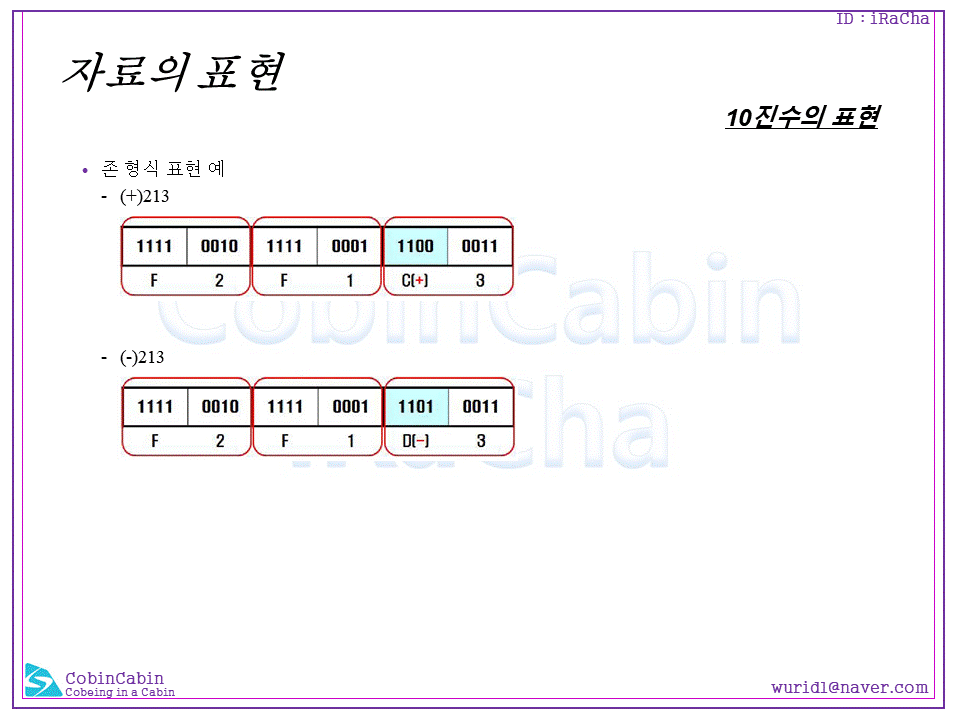 ID : iRaCha
자료의 표현
10진수의 표현
• 존 형식 표현 예
- (+)213
1111 0010 1111 0001 1100 0011
F 2 F 1 C(+) 3
CobinCabin
- (-)213
1111 0010 1111 0001 1101 0011
F 2 F 1 D(-) 3
iRaCha
CobinCabin
Cobeing in a Cabin
wurid1@naver.com